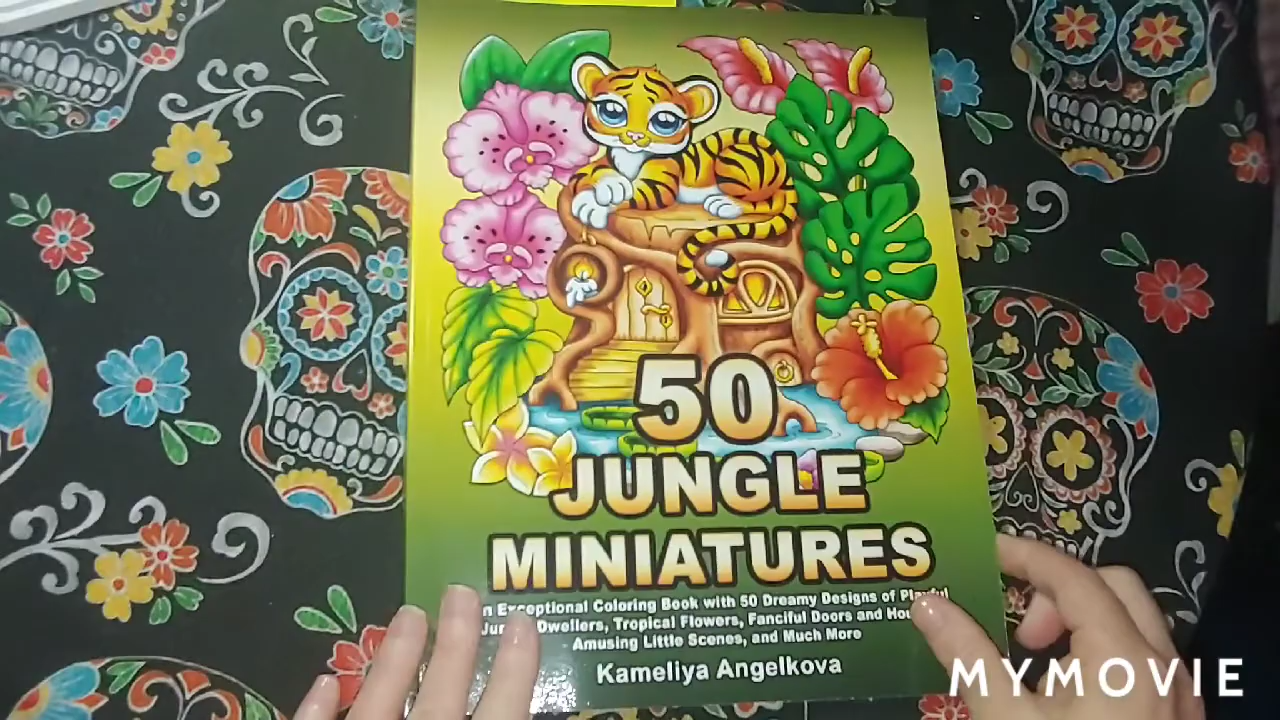 50
JUNGLE
MINIATURES
n Exceptional Coloring Book with 50 Dreamy Designs of Playful
Dwellers, Tropical Flowers, Fanciful Doors and
Amusing Little Scenes, and Much More
Kameliya Angelkova
MYMOVIE